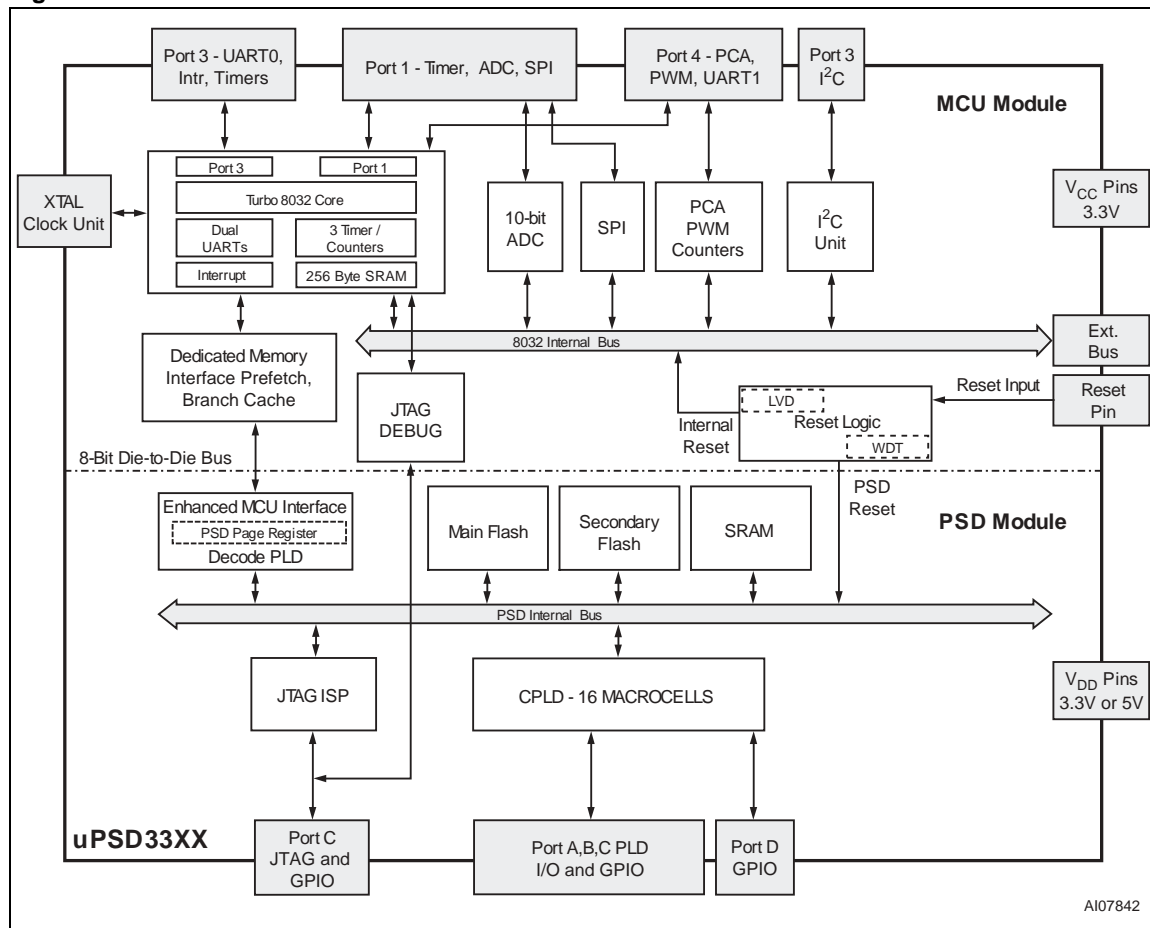 Port 3 - UART0,
Intr, Timers
Port 1 - Timer, ADC, SPI
Port 4 - PCA,
PWM, UART1
Port 3
I²C
MCU Module
XTAL
Clock Unit
Port 3
Port 1
Turbo 8032 Core
Dual
UARTs
3 Timer /
Counters
Interrupt
256 Byte SRAM
10-bit
ADC
SPI
PCA
PWM
Counters
I²C
Unit
VCC Pins
3.3V
8032 Internal Bus
Ext.
Bus
Dedicated Memory
Interface Prefetch,
Branch Cache
JTAG
DEBUG
Internal
Reset
LVD
Reset Logic
WDT
Reset Input
Reset
Pin
8-Bit Die-to-Die Bus
PSD
Reset
PSD Module
Enhanced MCU Interface
PSD Page Register
Decode PLD
Main Flash
Secondary
Flash
SRAM
PSD Internal Bus
JTAG ISP
CPLD - 16 MACROCELLS
VDD Pins
3.3V or 5V
uPSD33XX
Port C
JTAG and
GPIO
Port A,B,C PLD
I/O and GPIO
Port D
GPIO
AI07842